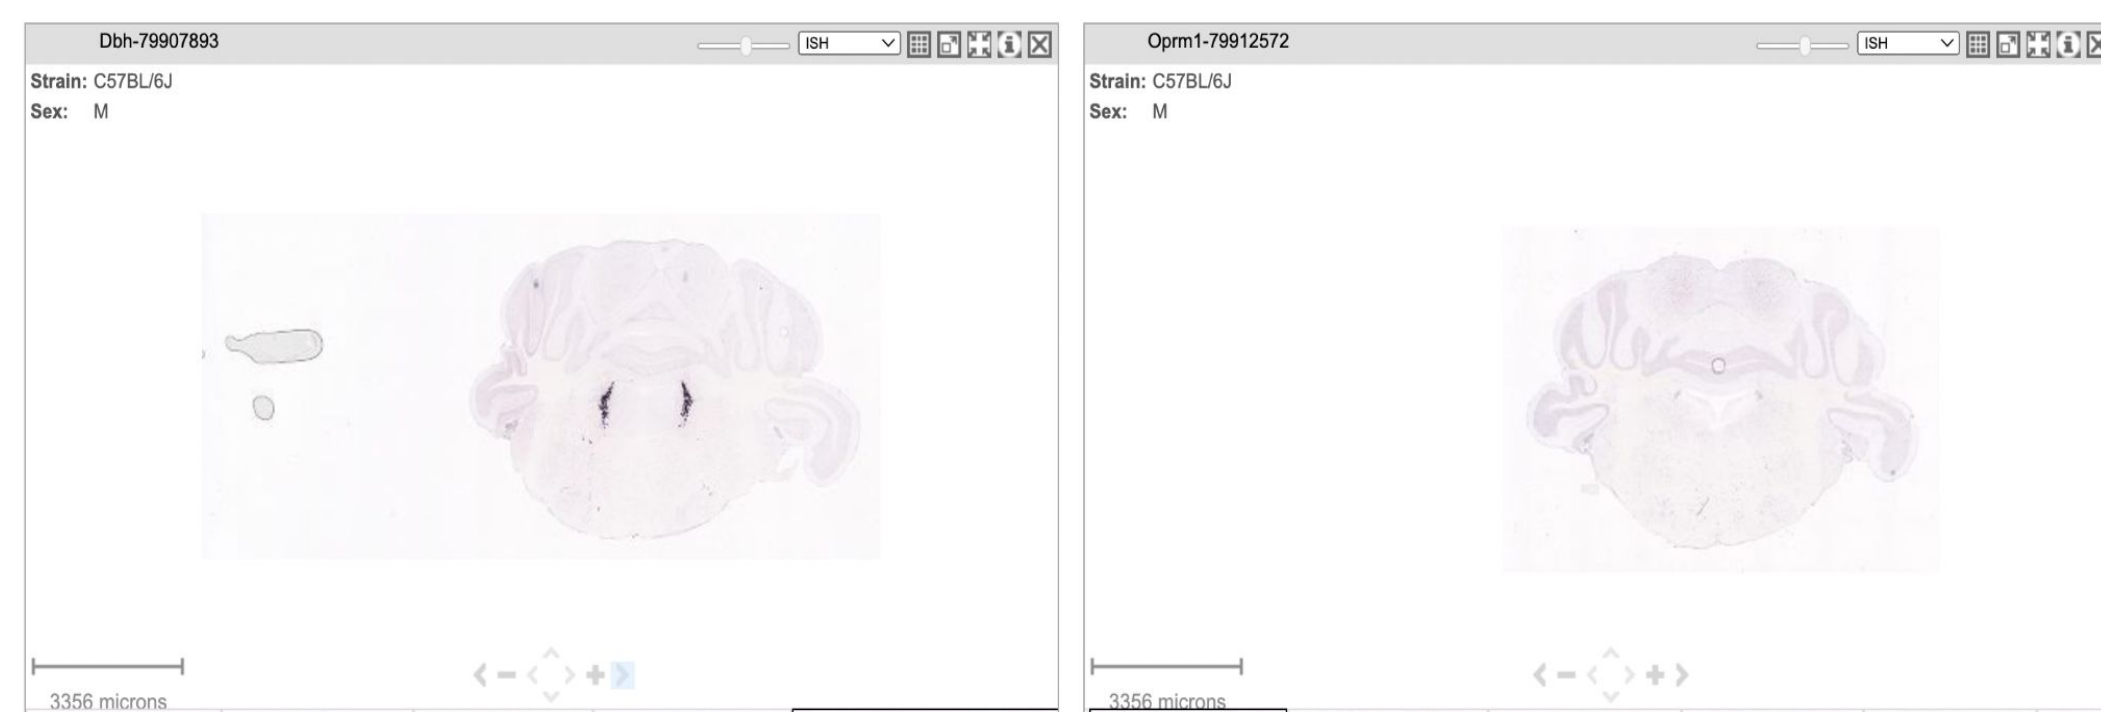 Dbh-79907893
ISH
Strain: C57BL/6J
Sex: M
3356 microns
Oprm1-79912572
ISH
Strain: C57BL/6J
Sex: M
3356 microns